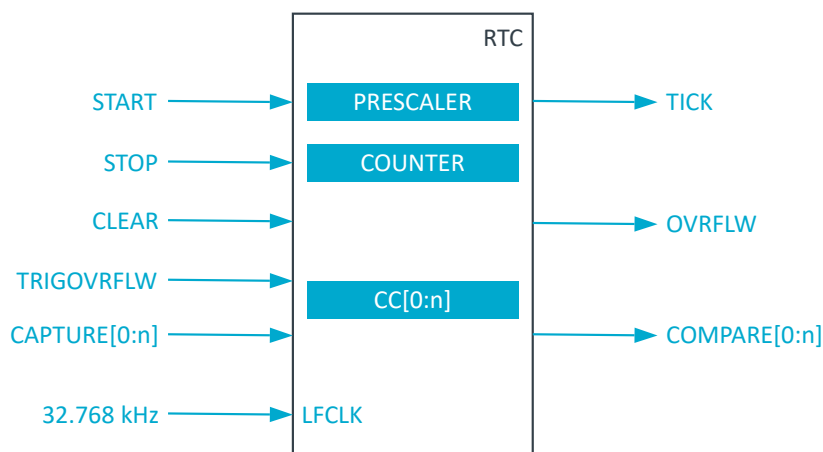 RTC
START
PRESCALER
TICK
STOP
COUNTER
CLEAR
OVRFLW
TRIGOVRFLW
CC[0:n]
CAPTURE[0:n]
COMPARE[0:n]
32.768 kHz
LFCLK